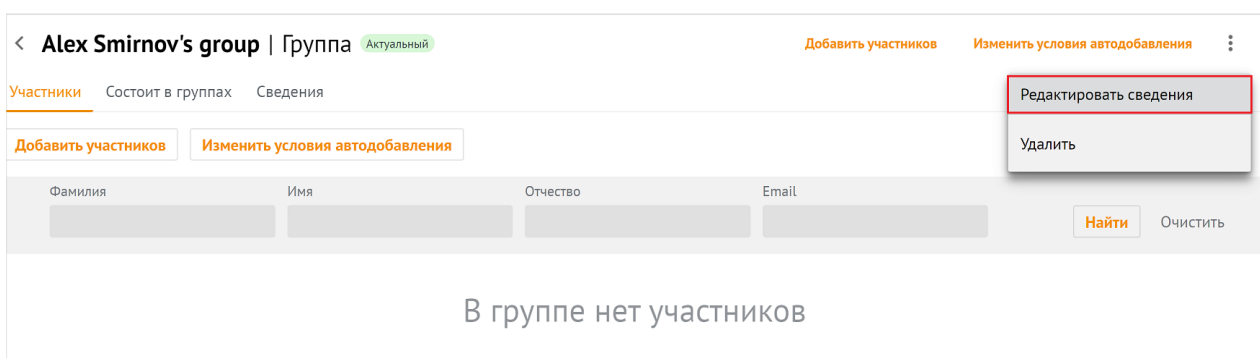 Alex Smirnov's group | Группа Актуальный
Добавить участников Изменить условия автодобавления
Участники Состоит в группах Сведения
Редактировать сведения
Удалить
Добавить участников Изменить условия автодобавления
Фамилия Имя Отчество Email
Найти Очистить
В группе нет участников